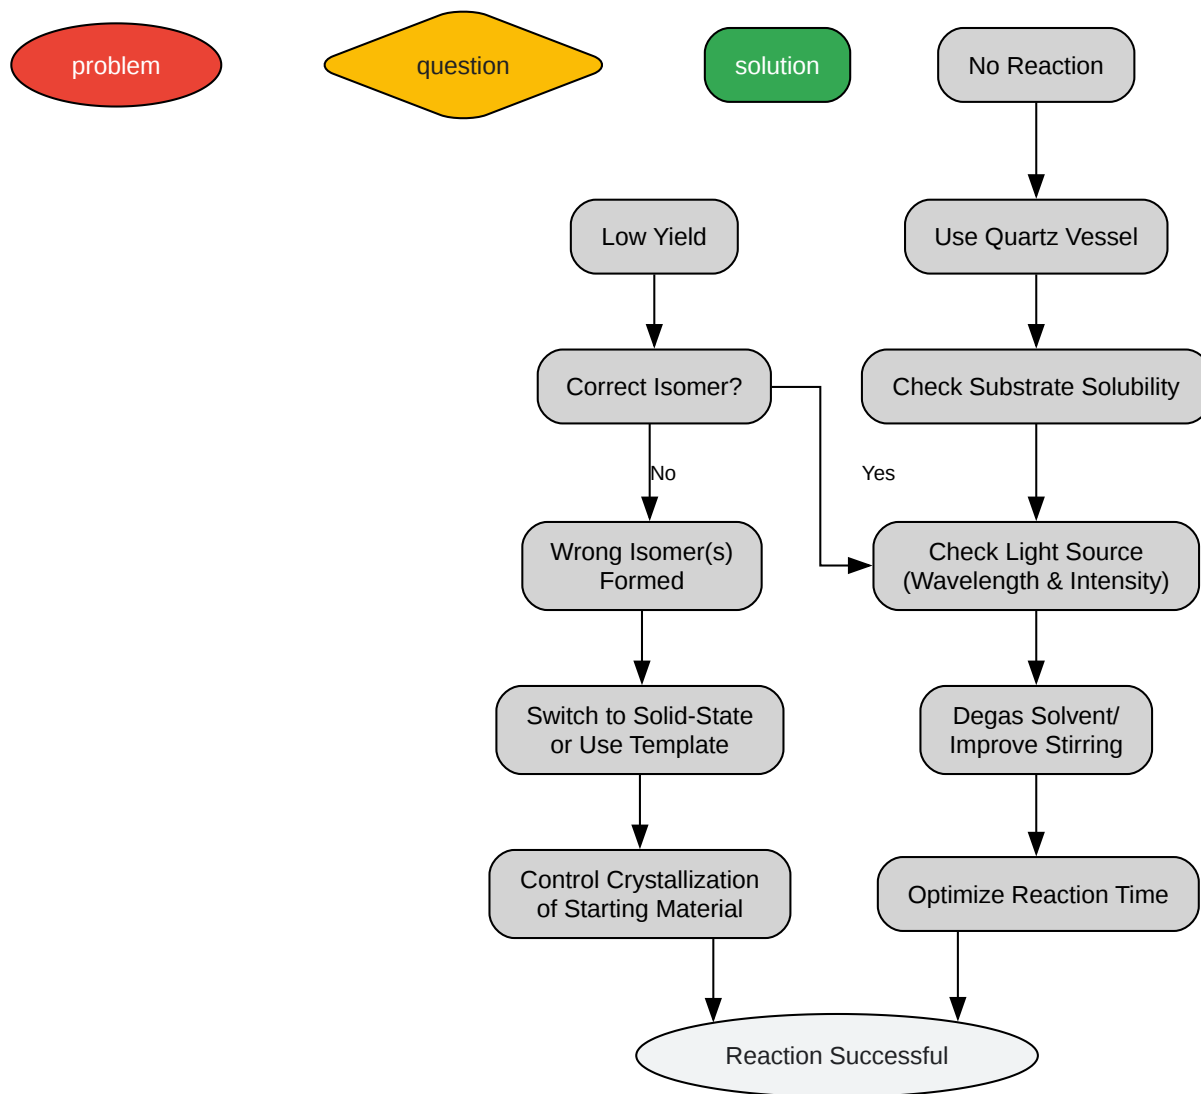 problem
question
solution
No Reaction
Low Yield
Use Quartz Vessel
Correct Isomer?
Check Substrate Solubility
No
Yes
Wrong Isomer(s)
Formed
Check Light Source
(Wavelength & Intensity)
Switch to Solid-State
or Use Template
Degas Solvent/
Improve Stirring
Control Crystallization
of Starting Material
Optimize Reaction Time
Reaction Successful